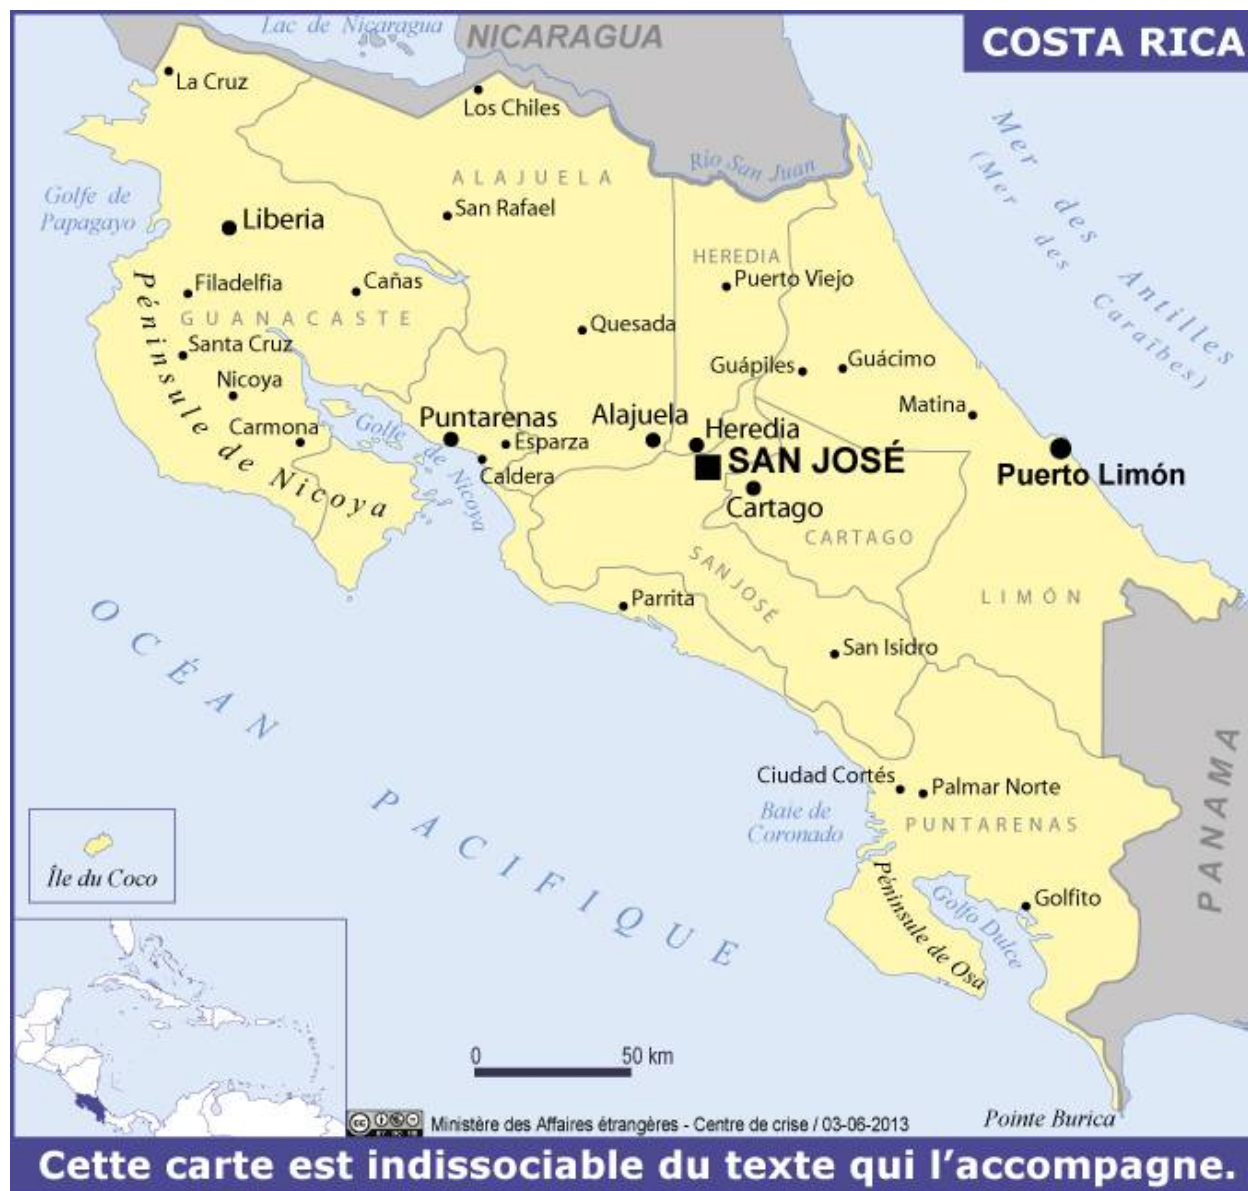 COSTA RICA
Lac de Nicaragua
NICARAGUA
La Cruz
Los Chiles
Mer des Antilles
(Mer des Caraïbes)
Río San Juan
ALAJUELA
Golfe de
Papagayo
San Rafael
Liberia
HEREDIA
Puerto Viejo
Filadelfia
Cañas
Péninsule de Nicoya
GUANACASTE
Quesada
Santa Cruz
Guápiles
Guácimo
Nicoya
Matina
Puntarenas
Alajuela
Carmona
Golfe de Nicoya
Esparza
Heredia
SAN JOSÉ
Caldera
Puerto Limón
Cartago
CARTAGO
SAN JOSÉ
LIMÓN
Parrita
San Isidro
OCÉAN PACIFIQUE
PANAMA
Ciudad Cortés
Palmar Norte
Baie de
Coronado
PUNTARENAS
Île du Coco
Péninsule de Osa
Golfo Dulce
Golfito
0 50 km
cc
Ministère des Affaires étrangères - Centre de crise / 03-06-2013
Pointe Burica
Cette carte est indissociable du texte qui l’accompagne.